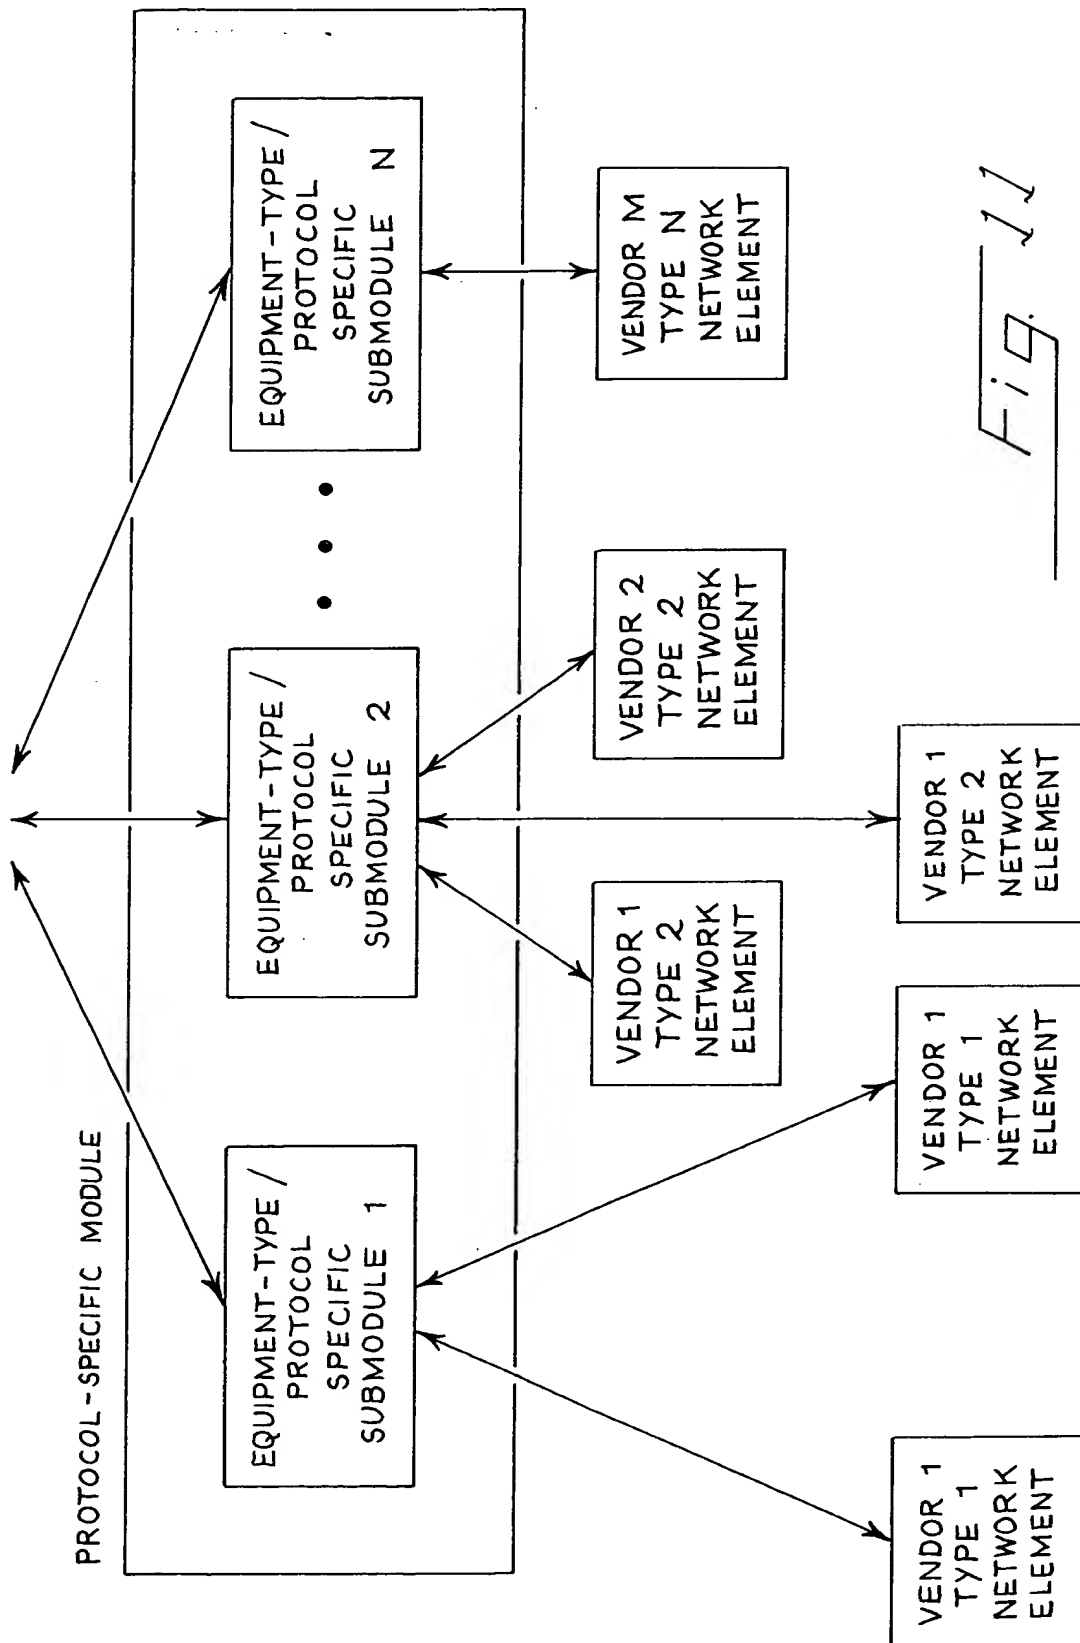 PROTOCOL-SPECIFIC MODULE
EQUIPMENT-TYPE/
PROTOCOL
SPECIFIC
SUBMODULE 1
EQUIPMENT-TYPE/
PROTOCOL
SPECIFIC
SUBMODULE 2
EQUIPMENT-TYPE/
PROTOCOL
SPECIFIC
SUBMODULE N
VENDOR 1
TYPE 2
NETWORK
ELEMENT
VENDOR 2
TYPE 2
NETWORK
ELEMENT
VENDOR M
TYPE N
NETWORK
ELEMENT
VENDOR 1
TYPE 1
NETWORK
ELEMENT
VENDOR 1
TYPE 1
NETWORK
ELEMENT
VENDOR 1
TYPE 2
NETWORK
ELEMENT
Fig. 11